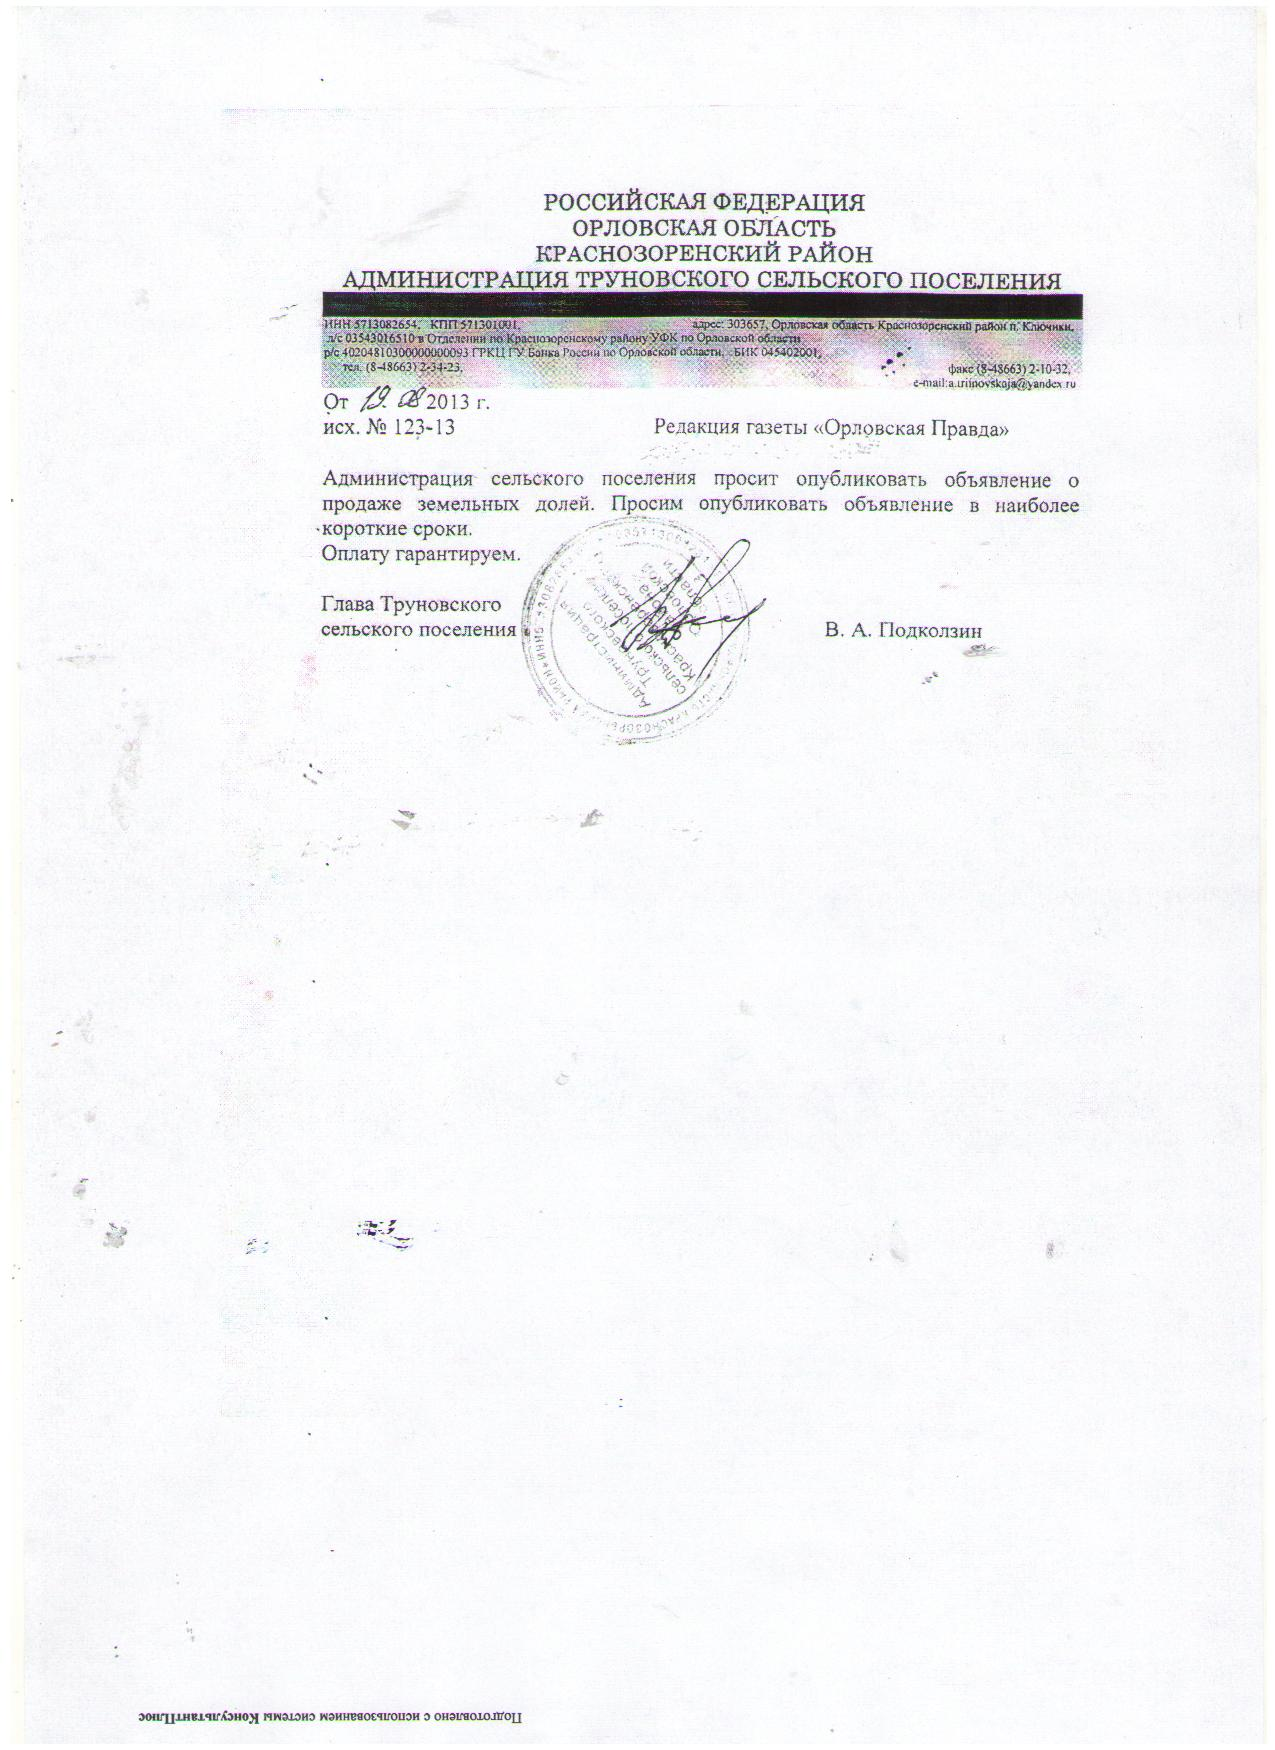 РОССИЙСКАЯ ФЕДЕРАЦИЯ
ОРЛОВСКАЯ ОБЛАСТЬ
КРАСНОЗОРЕНСКИЙ РАЙОН
АДМИНИСТРАЦИЯ ТРУНОВСКОГО СЕЛЬСКОГО ПОСЕЛЕНИЯ
ИНН 5713082654, КПП 571301001, адрес: 303657, Орловская область Краснозоренский район п. Ключики,
л/с 03543016510 в Отделении по Краснозоренскому району УФК по Орловской области
р/с 40204810300000000093 ГРКЦ ГУ Банка России по Орловской области, БИК 045402001,
тел. (8-48663) 2-34-23, факс (8-48663) 2-10-32,
e-mail:
От 19. 08 2013 г.
исх. № 123-13 Редакция газеты «Орловская Правда»
Администрация сельского поселения просит опубликовать объявление о
продаже земельных долей. Просим опубликовать объявление в наиболее
короткие сроки.
Оплату гарантируем.
Глава Труновского
сельского поселения В. А. Подколзин
Администрация
Труновского
сельского поселения
Подготовлено с использованием системы КонсультантПлюс